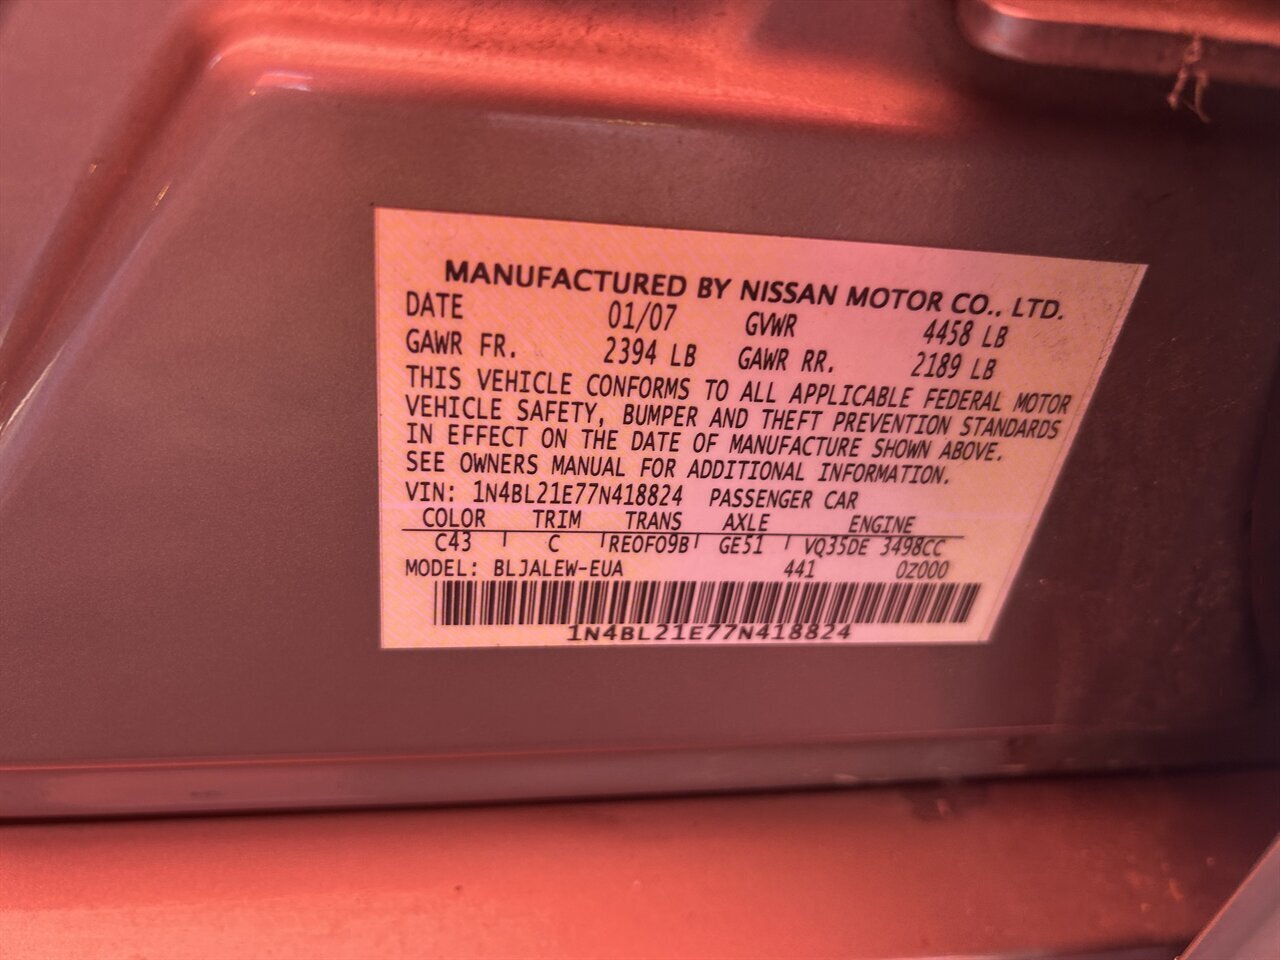 MANUFACTURED BY NISSAN MOTOR CO., LTD.
DATE 01/07 GVWR 4458 LB
GAWR FR. 2394 LB GAWR RR. 2189 LB
THIS VEHICLE CONFORMS TO ALL APPLICABLE FEDERAL MOTOR
VEHICLE SAFETY, BUMPER AND THEFT PREVENTION STANDARDS
IN EFFECT ON THE DATE OF MANUFACTURE SHOWN ABOVE.
SEE OWNERS MANUAL FOR ADDITIONAL INFORMATION.
VIN: 1N4BL21E77N418824 PASSENGER CAR
COLOR TRIM TRANS AXLE ENGINE
C43 C REOFO9B GE51 VQ35DE 3498CC
MODEL: BLJALEW-EUA 441 0Z000
1N4BL21E77N418824